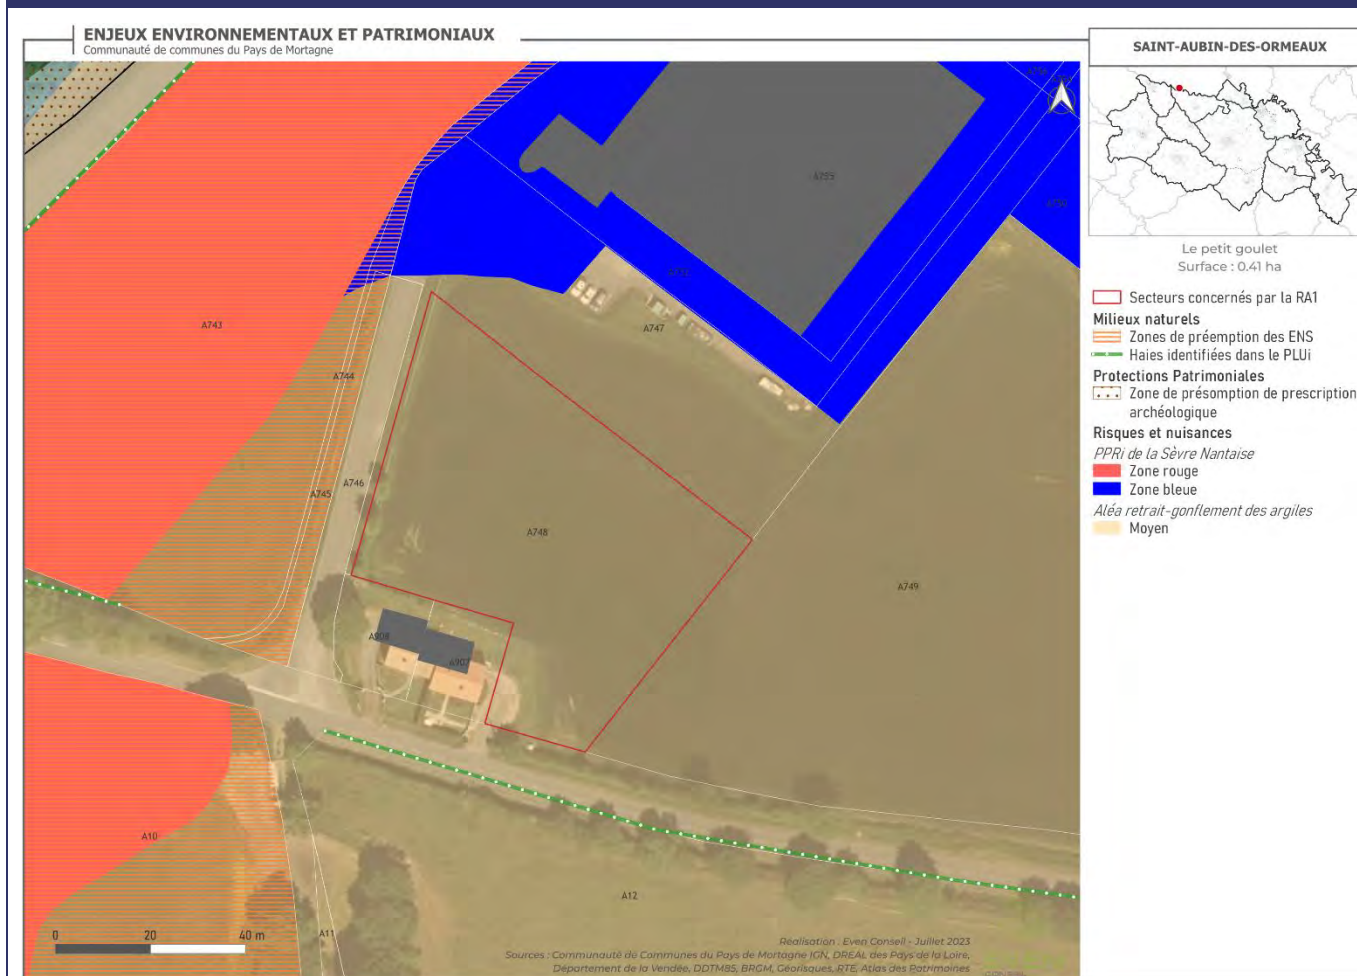 ENJEUX ENVIRONNEMENTAUX ET PATRIMONIAUX
Communauté de communes du Pays de Mortagne
SAINT-AUBIN-DES-ORMEAUX
Le petit goulet
Surface : 0.41 ha
Secteurs concernés par la RA1
Milieux naturels
Zones de préemption des ENS
Haies identifiées dans le PLUi
Protections Patrimoniales
Zone de présomption de prescription
archéologique
Risques et nuisances
PPRi de la Sèvre Nantaise
Zone rouge
Zone bleue
Aléa retrait-gonflement des argiles
Moyen
A755
A743
A747
A744
A745
A746
A748
A749
A908
A907
A10
A11
A12
0 20 40 m
Réalisation : Even Conseil - Juillet 2023
Sources : Communauté de Communes du Pays de Mortagne IGN, DREAL des Pays de la Loire,
Département de la Vendée, DDTM85, BRGM, Géorisques, RTE, Atlas des Patrimoines